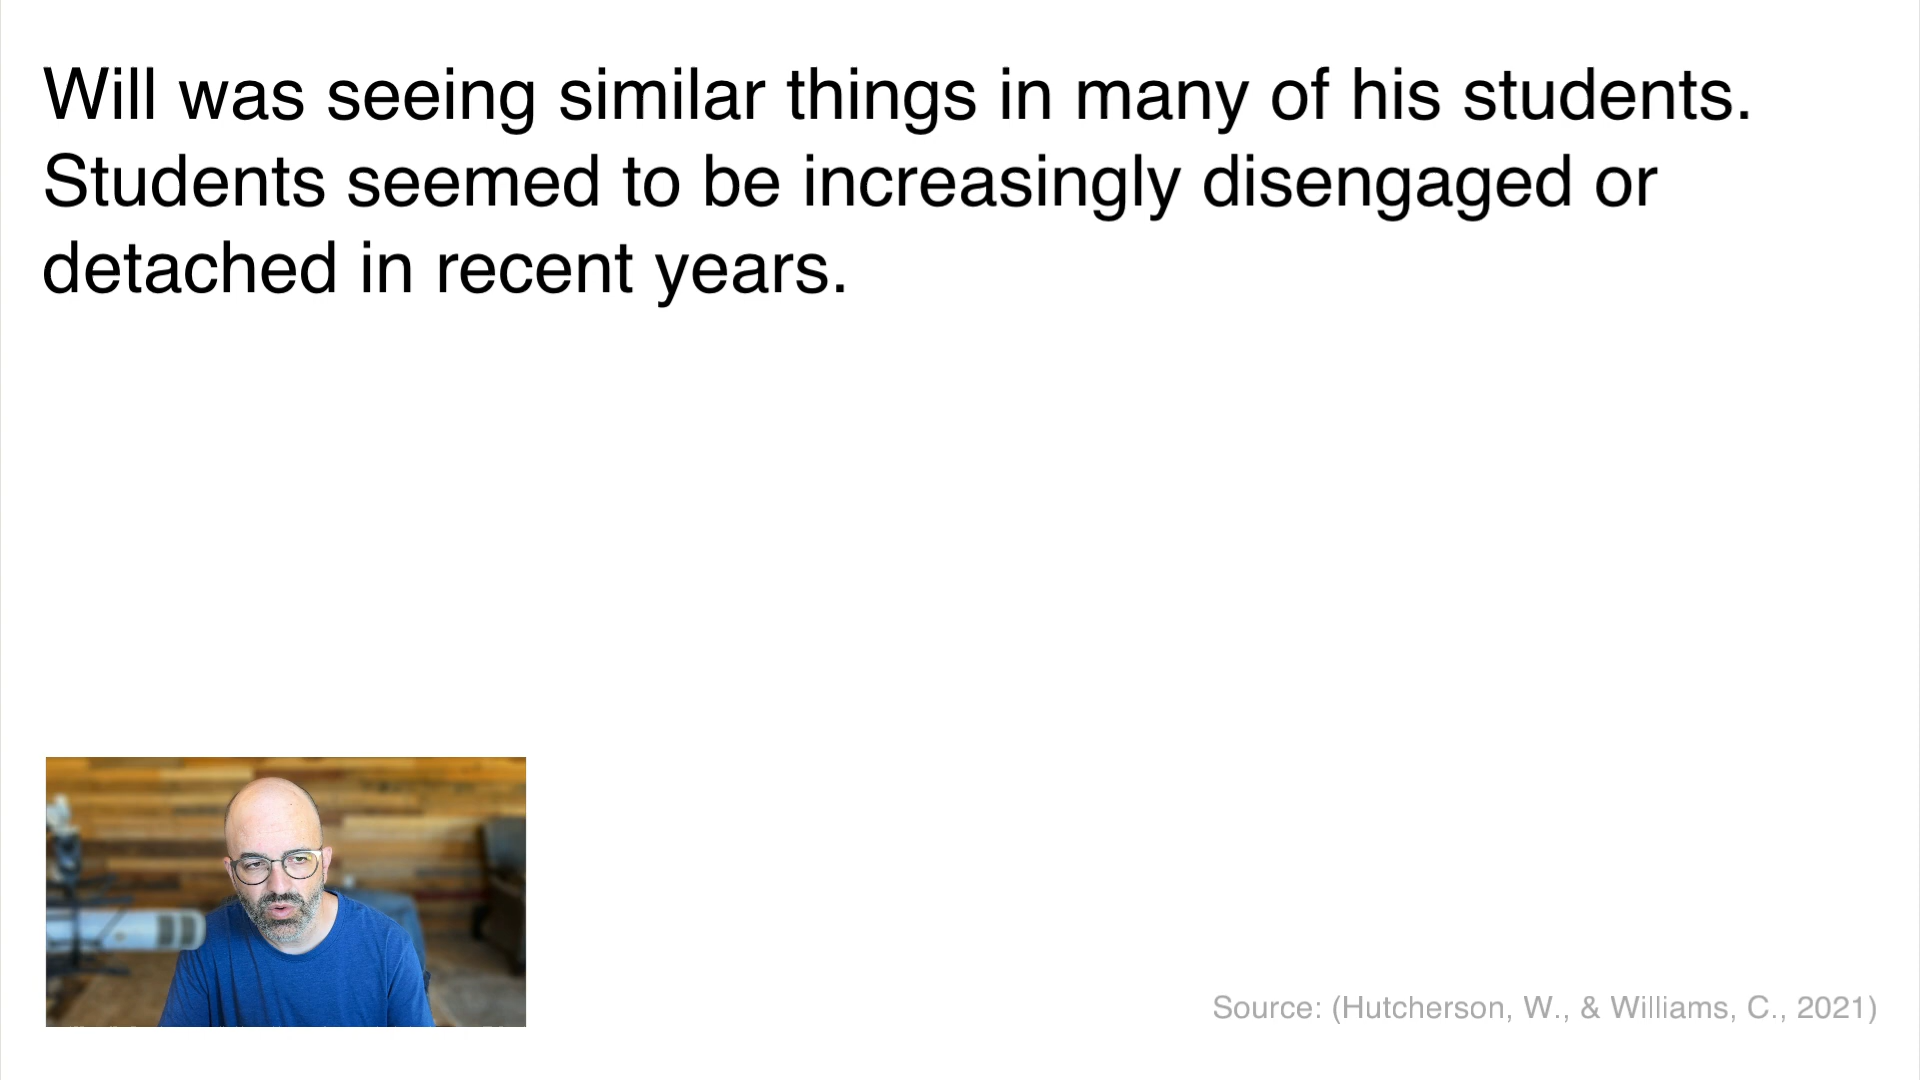 Will was seeing similar things in many of his students.
Students seemed to be increasingly disengaged or
detached in recent years.
Source: (Hutcherson, W., & Williams, C., 2021)